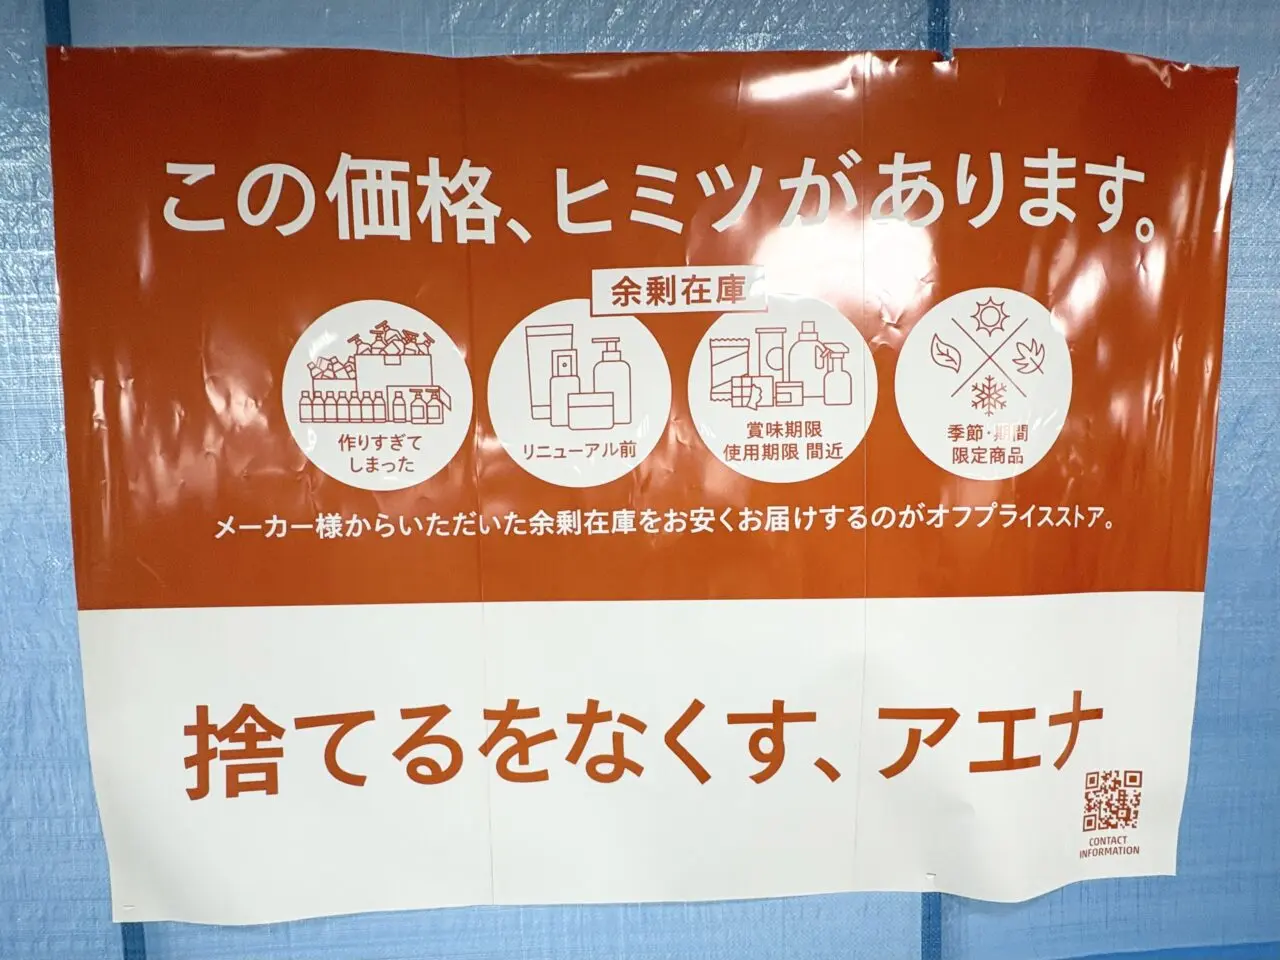 この価格、ヒミツがあります。
余剰在庫
作りすぎて
しまった
リニューアル前
賞味期限
使用期限 間近
季節・期間
限定商品
メーカー様からいただいた余剰在庫をお安くお届けするのがオフプライスストア。
捨てるをなくす、アエナ
CONTACT
INFORMATION